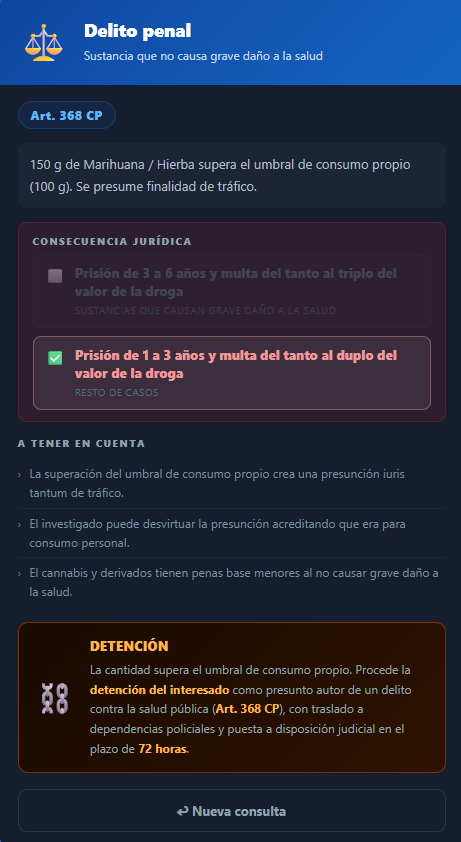 Delito penal
Sustancia que no causa grave daño a la salud
Art. 368 CP
150 g de Marihuana / Hierba supera el umbral de consumo propio
(100 g). Se presume finalidad de tráfico.
CONSECUENCIA JURÍDICA
Prisión de 3 a 6 años y multa del tanto al triplo del
valor de la droga
SUSTANCIAS QUE CAUSAN GRAVE DAÑO A LA SALUD
Prisión de 1 a 3 años y multa del tanto al duplo del
valor de la droga
RESTO DE CASOS
A TENER EN CUENTA
› La superación del umbral de consumo propio crea una presunción iuris
tantum de tráfico.
› El investigado puede desvirtuar la presunción acreditando que era para
consumo personal.
› El cannabis y derivados tienen penas base menores al no causar grave daño a
la salud.
DETENCIÓN
La cantidad supera el umbral de consumo propio. Procede la
detención del interesado como presunto autor de un delito
contra la salud pública (Art. 368 CP), con traslado a
dependencias policiales y puesta a disposición judicial en el
plazo de 72 horas.
↩ Nueva consulta